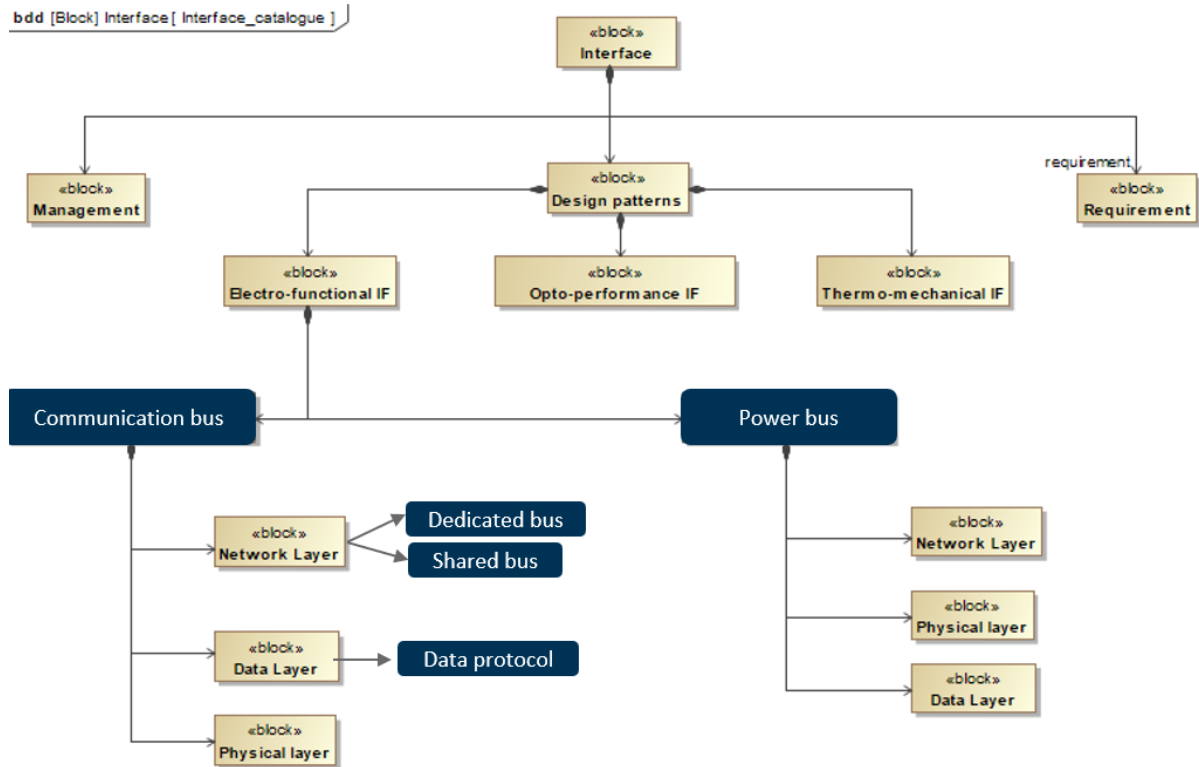 bdd [Block] Interface [ Interface_catalogue ]
«block»
Interface
requirement
«block»
Management
«block»
Design patterns
«block»
Requirement
«block»
Electro-functional IF
«block»
Opto-performance IF
«block»
Thermo-mechanical IF
Communication bus
Power bus
«block»
Network Layer
Dedicated bus
Shared bus
«block»
Data Layer
Data protocol
«block»
Physical layer
«block»
Network Layer
«block»
Physical layer
«block»
Data Layer